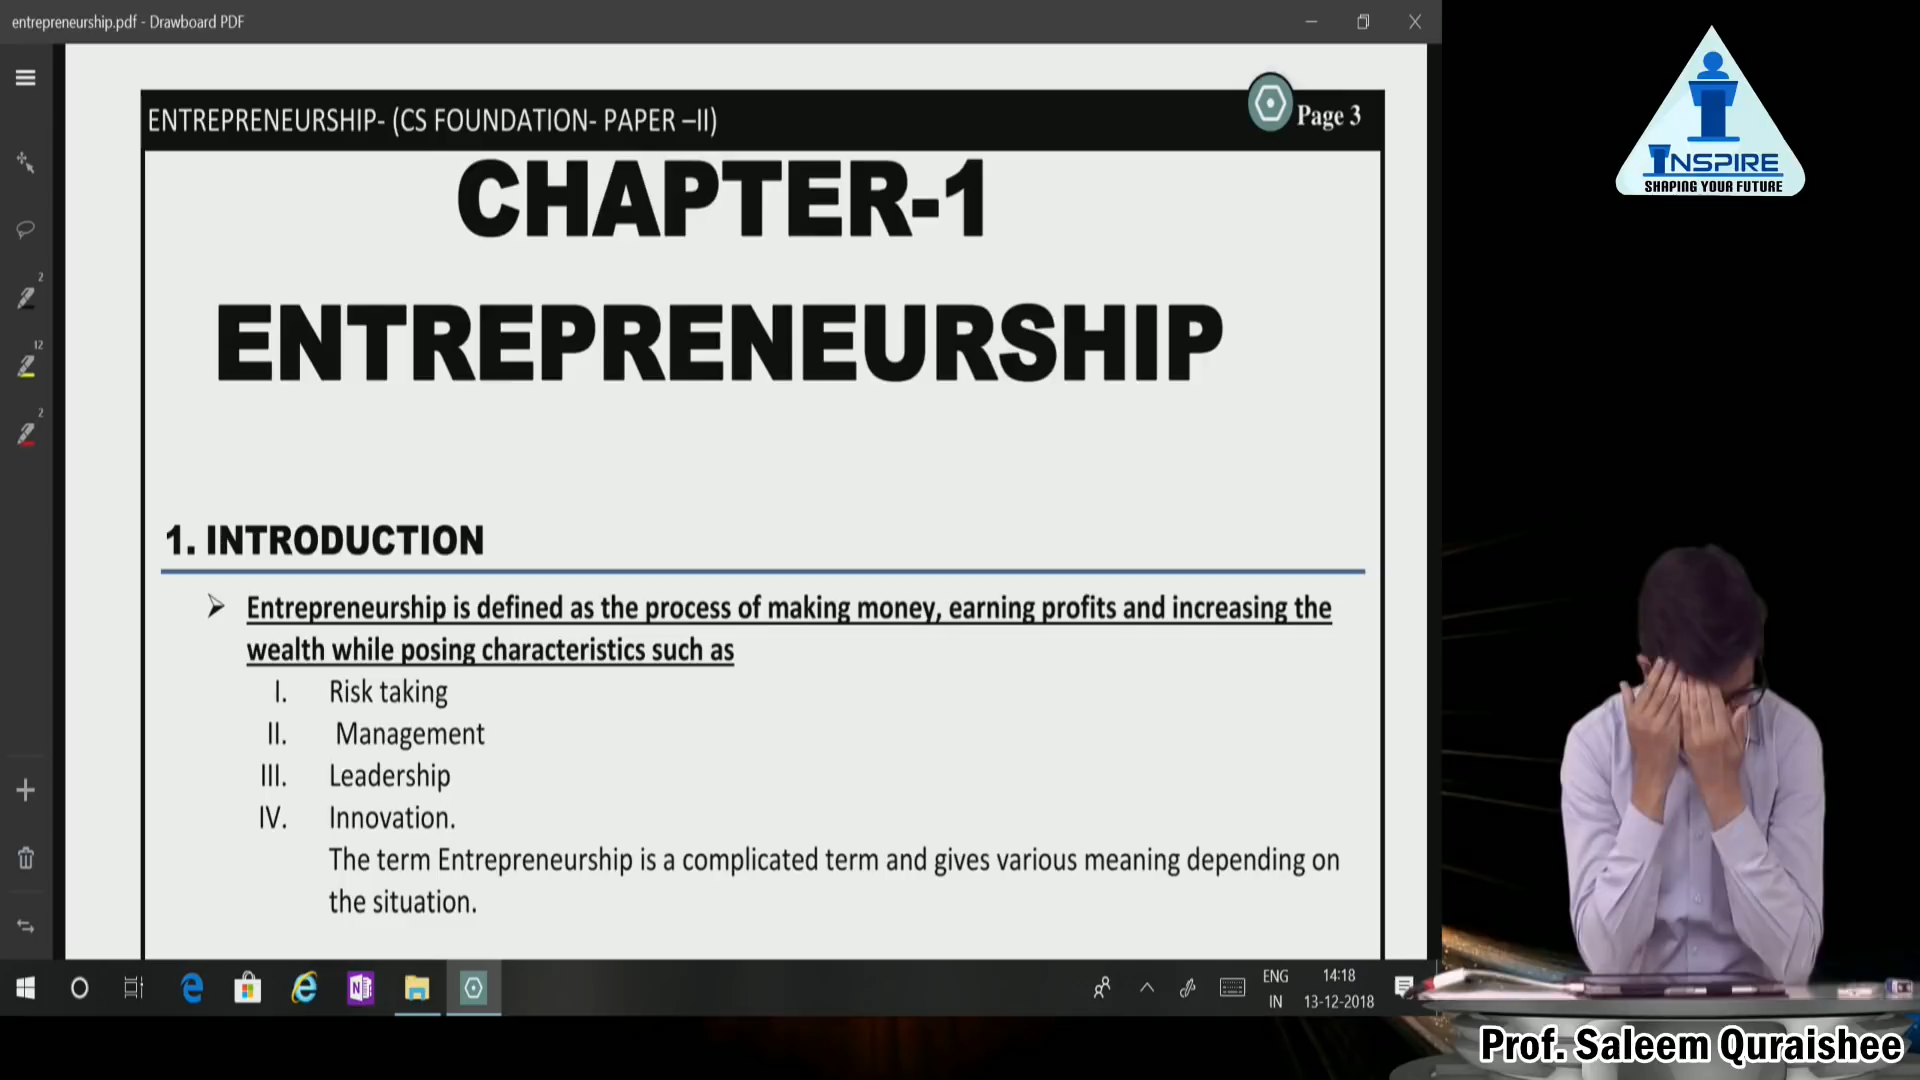 entrepreneurship.pdf - Drawboard PDF
ENTREPRENEURSHIP- (CS FOUNDATION- PAPER –II)
Page 3
CHAPTER-1
ENTREPRENEURSHIP
1. INTRODUCTION
➢ Entrepreneurship is defined as the process of making money, earning profits and increasing the
wealth while posing characteristics such as
I. Risk taking
II. Management
III. Leadership
IV. Innovation.
The term Entrepreneurship is a complicated term and gives various meaning depending on
the situation.
2
12
2
ENG
IN
14:18
13-12-2018
INSPIRE
SHAPING YOUR FUTURE
Prof. Saleem Quraishee